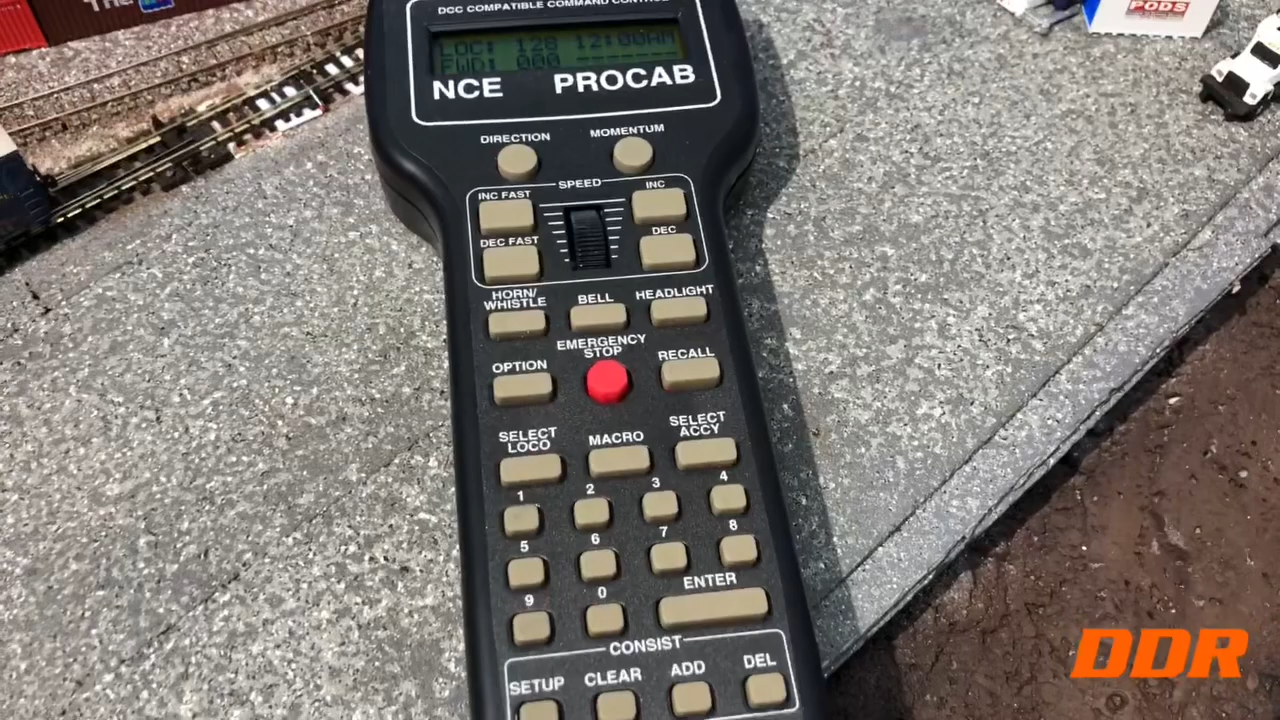 The
PODS
DCC COMPATIBLE COMMAND CONTROL
LOC: 128 12:00AM
FWD: 000 -------
NCE PROCAB
DIRECTION MOMENTUM
SPEED
INC FAST INC
DEC FAST DEC
HORN/
WHISTLE BELL HEADLIGHT
EMERGENCY
STOP
OPTION RECALL
SELECT
LOCO MACRO SELECT
ACCY
1 2 3 4
5 6 7 8
9 0 ENTER
CONSIST
SETUP CLEAR ADD DEL
DDR